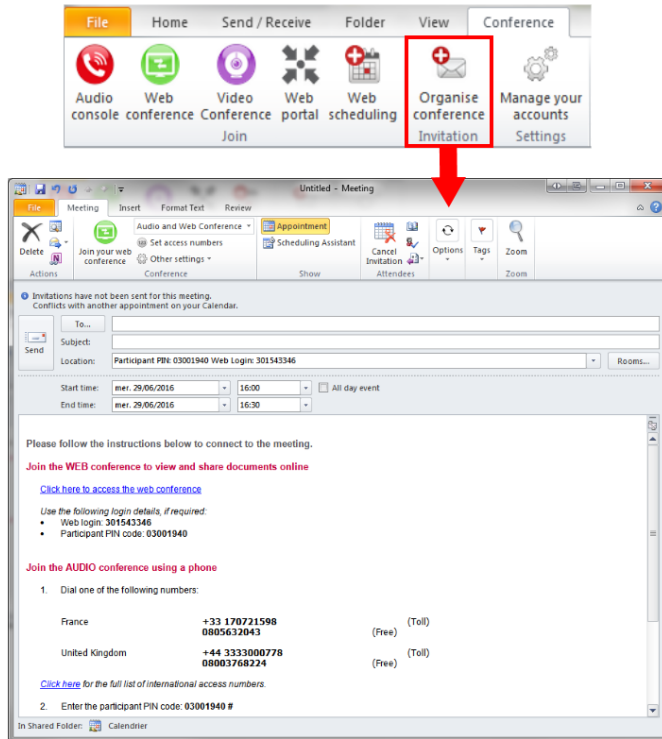 File Home Send / Receive Folder View Conference
Audio console Web conference Video Conference Web portal Web scheduling Organise conference Manage your accounts
Join Invitation Settings
Untitled - Meeting
File Meeting Insert Format Text Review
Delete
Actions
Join your web conference
Audio and Web Conference
Set access numbers
Other settings
Conference
Appointment
Scheduling Assistant
Show
Cancel Invitation
Attendees
Options
Tags
Zoom
Zoom
Invitations have not been sent for this meeting.
Conflicts with another appointment on your Calendar.
Send
To...
Subject:
Location: Participant PIN: 03001940 Web Login: 301543346 Rooms...
Start time: mer. 29/06/2016 16:00 All day event
End time: mer. 29/06/2016 16:30
Please follow the instructions below to connect to the meeting.
Join the WEB conference to view and share documents online
Click here to access the web conference
Use the following login details, if required:
• Web login: 301543346
• Participant PIN code: 03001940
Join the AUDIO conference using a phone
1. Dial one of the following numbers:
France +33 170721598 (Toll)
0805632043 (Free)
United Kingdom +44 3333000778 (Toll)
08003768224 (Free)
Click here for the full list of international access numbers.
2. Enter the participant PIN code: 03001940 #
In Shared Folder: Calendrier